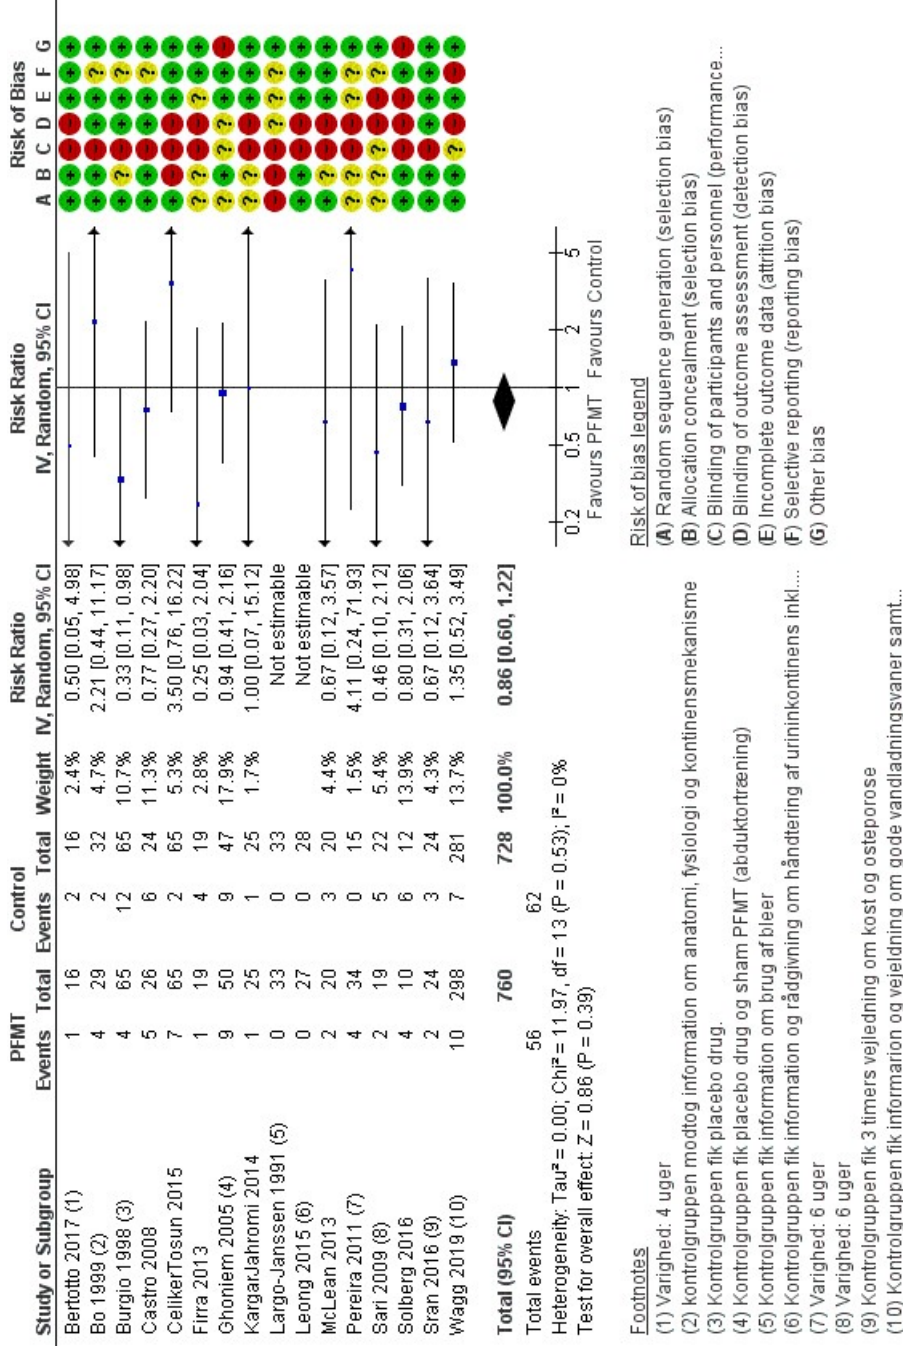 PFMT Control Risk Ratio Risk Ratio Risk of Bias
Study or Subgroup Events Total Events Total Weight IV, Random, 95% CI IV, Random, 95% CI A B C D E F G
Bertotto 2017 (1) 1 16 2 16 2.4% 0.50 [0.05, 4.98]
Bo 1999 (2) 4 29 2 32 4.7% 2.21 [0.44, 11.17]
Burgio 1998 (3) 4 65 12 65 10.7% 0.33 [0.11, 0.98]
Castro 2008 5 26 6 24 11.3% 0.77 [0.27, 2.20]
CelikerTosun 2015 7 65 2 65 5.3% 3.50 [0.76, 16.22]
Firra 2013 1 19 4 19 2.8% 0.25 [0.03, 2.04]
Ghoniem 2005 (4) 9 50 9 47 17.9% 0.94 [0.41, 2.16]
KargarJahromi 2014 1 25 1 25 1.7% 1.00 [0.07, 15.12]
Largo-Janssen 1991 (5) 0 33 0 33 Not estimable
Leong 2015 (6) 0 27 0 28 Not estimable
McLean 2013 2 20 3 20 4.4% 0.67 [0.12, 3.57]
Pereira 2011 (7) 4 34 0 15 1.5% 4.11 [0.24, 71.93]
Sari 2009 (8) 2 19 5 22 5.4% 0.46 [0.10, 2.12]
Solberg 2016 4 10 6 12 13.9% 0.80 [0.31, 2.06]
Sran 2016 (9) 2 24 3 24 4.3% 0.67 [0.12, 3.64]
Wagg 2019 (10) 10 298 7 281 13.7% 1.35 [0.52, 3.49]
Total (95% CI) 760 728 100.0% 0.86 [0.60, 1.22]
Total events 56 62
Heterogeneity: Tau² = 0.00; Chi² = 11.97, df = 13 (P = 0.53); I² = 0%
Test for overall effect: Z = 0.86 (P = 0.39)
0.2 0.5 1 2 5
Favours PFMT Favours Control
Footnotes
(1) Varighed: 4 uger
(2) kontrolgruppen modtog information om anatomi, fysiologi og kontinensmekanisme
(3) Kontrolgruppen fik placebo drug.
(4) Kontrolgruppen fik placebo drug og sham PFMT (abduktortræning)
(5) Kontrolgruppen fik information om brug af bleer
(6) Kontrolgruppen fik information og rådgivning om håndtering af urininkontinens inkl....
(7) Varighed: 6 uger
(8) Varighed: 6 uger
(9) Kontrolgruppen fik 3 timers vejledning om kost og osteporose
(10) Kontrolgruppen fik informarion og vejeldning om gode vandladningsvaner samt...
Risk of bias legend
(A) Random sequence generation (selection bias)
(B) Allocation concealment (selection bias)
(C) Blinding of participants and personnel (performance...
(D) Blinding of outcome assessment (detection bias)
(E) Incomplete outcome data (attrition bias)
(F) Selective reporting (reporting bias)
(G) Other bias